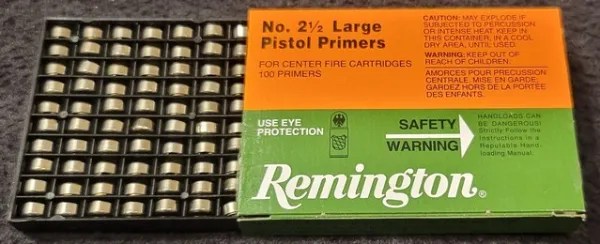 No. 2½ Large
Pistol Primers
FOR CENTER FIRE CARTRIDGES
100 PRIMERS
CAUTION: MAY EXPLODE IF
SUBJECTED TO PERCUSSION
OR INTENSE HEAT. KEEP IN
THIS CONTAINER, IN A COOL
DRY AREA, UNTIL USED.
WARNING: KEEP OUT OF
REACH OF CHILDREN.
AMORCES POUR PERCUSSION
CENTRALE. MISE EN GARDE:
GARDEZ HORS DE LA PORTÉE
DES ENFANTS.
USE EYE
PROTECTION
SAFETY
WARNING
HANDLOADS CAN
BE DANGEROUS!
Strictly Follow the
Instructions in a
Reputable Hand-
loading Manual.
Remington®